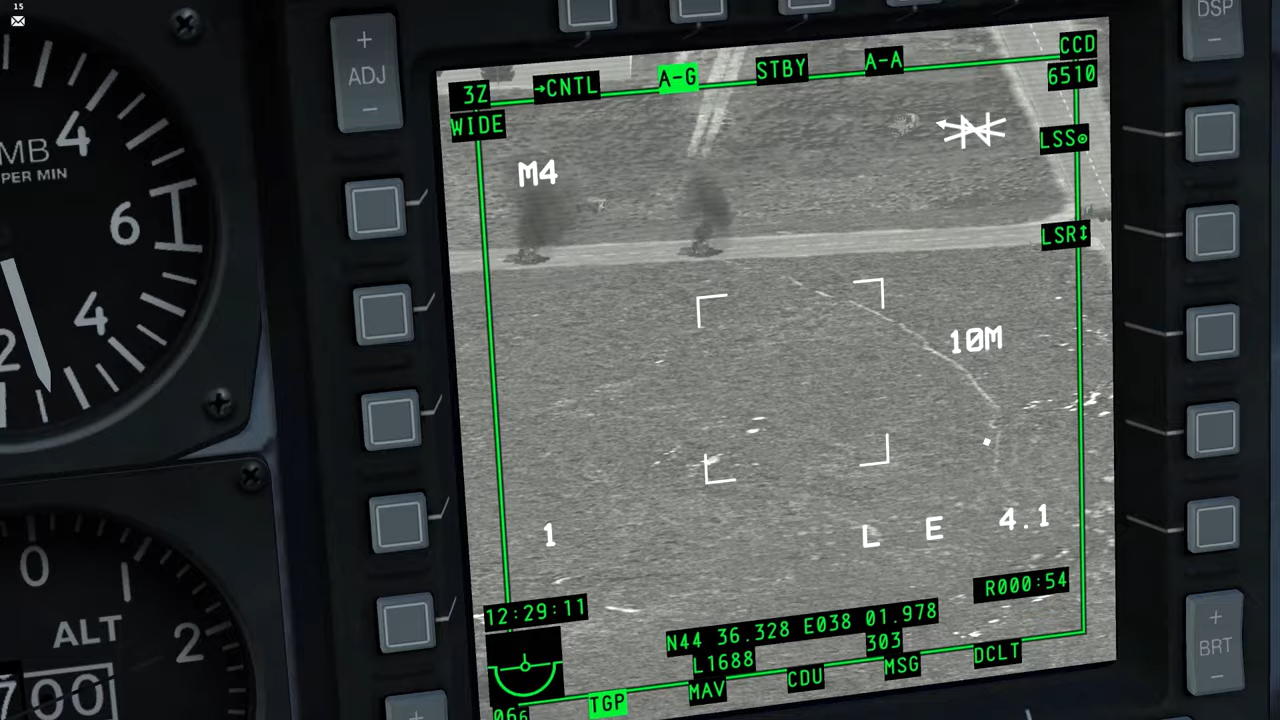 15
+
ADJ
-
DSP
-
3Z
→CNTL
A-G
STBY
A-A
CCD
6510
WIDE
LSS⊙
LSR↕
M4
N
10M
1
L
E
4.1
12:29:11
R000:54
N44 36.328 E038 01.978
L1688
303
066
TGP
MAV
CDU
MSG
DCLT
+
BRT
-
+
PER MIN
4
6
4
2
0
1
2
ALT
700